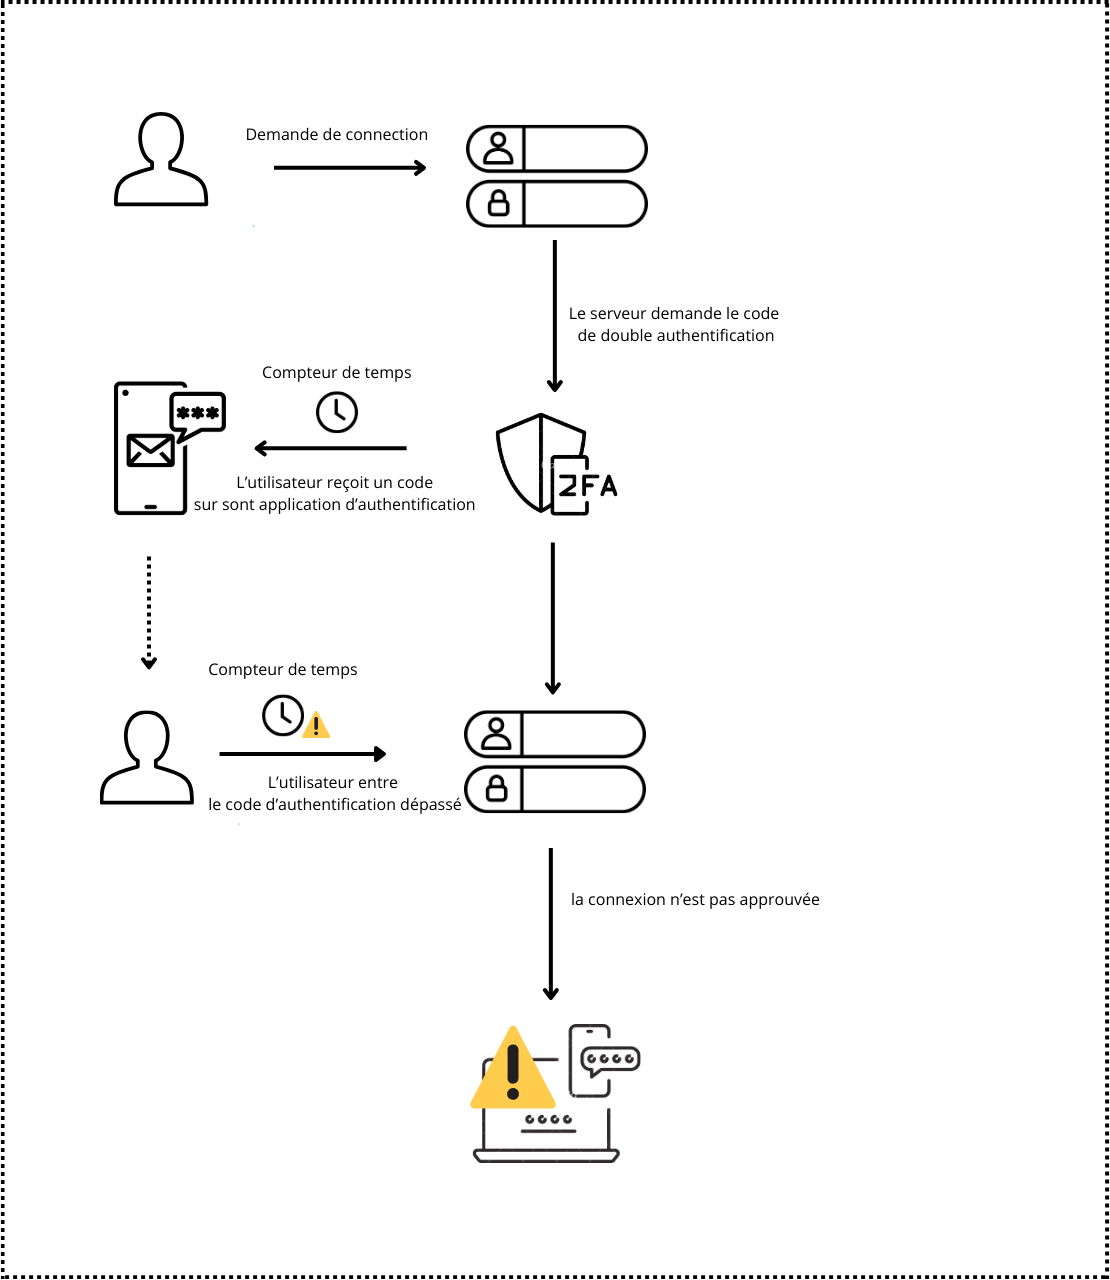 Demande de connection
Le serveur demande le code
de double authentification
Compteur de temps
***
2FA
L’utilisateur reçoit un code
sur sont application d’authentification
Compteur de temps
L’utilisateur entre
le code d’authentification dépassé
la connexion n’est pas approuvée